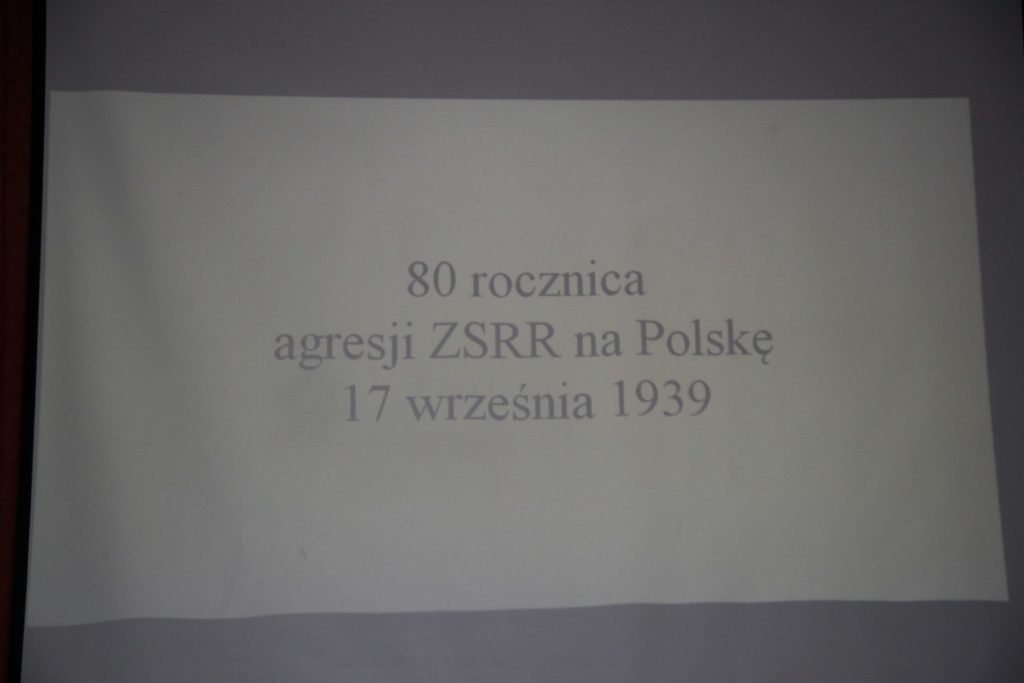 80 rocznica
agresji ZSRR na Polskę
17 września 1939